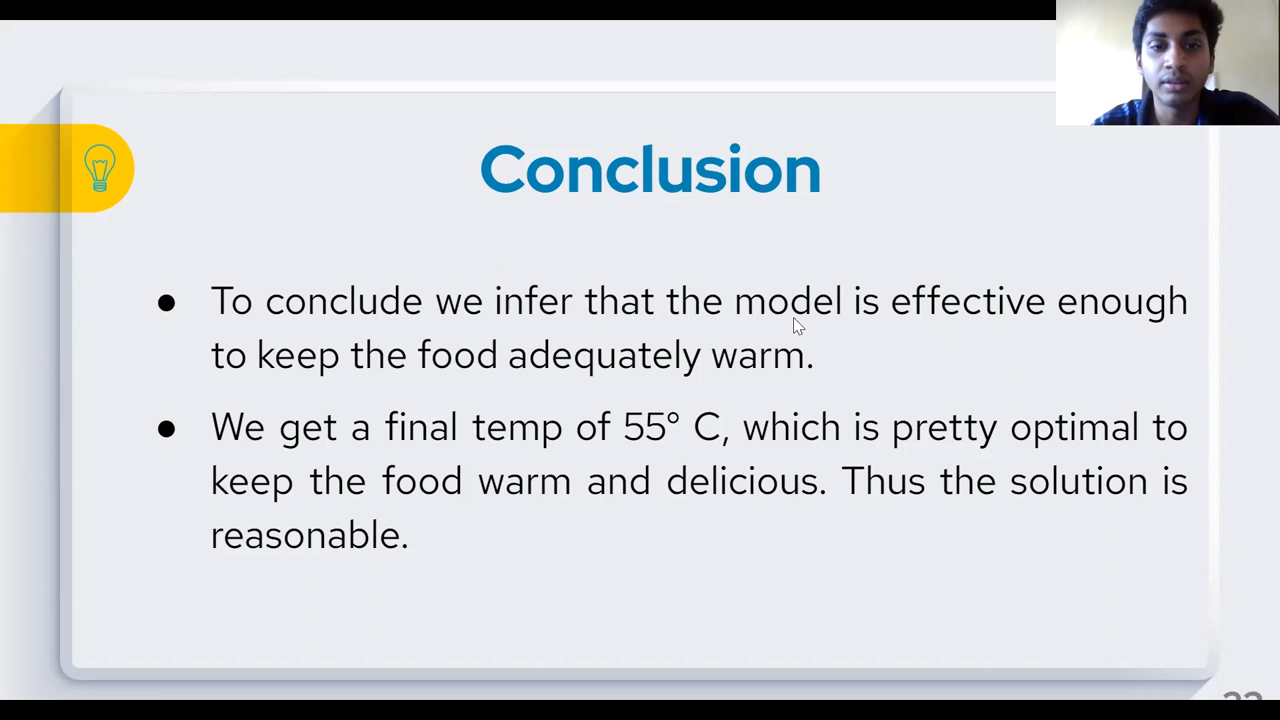 Conclusion
● To conclude we infer that the model is effective enough
to keep the food adequately warm.
● We get a final temp of 55° C, which is pretty optimal to
keep the food warm and delicious. Thus the solution is
reasonable.